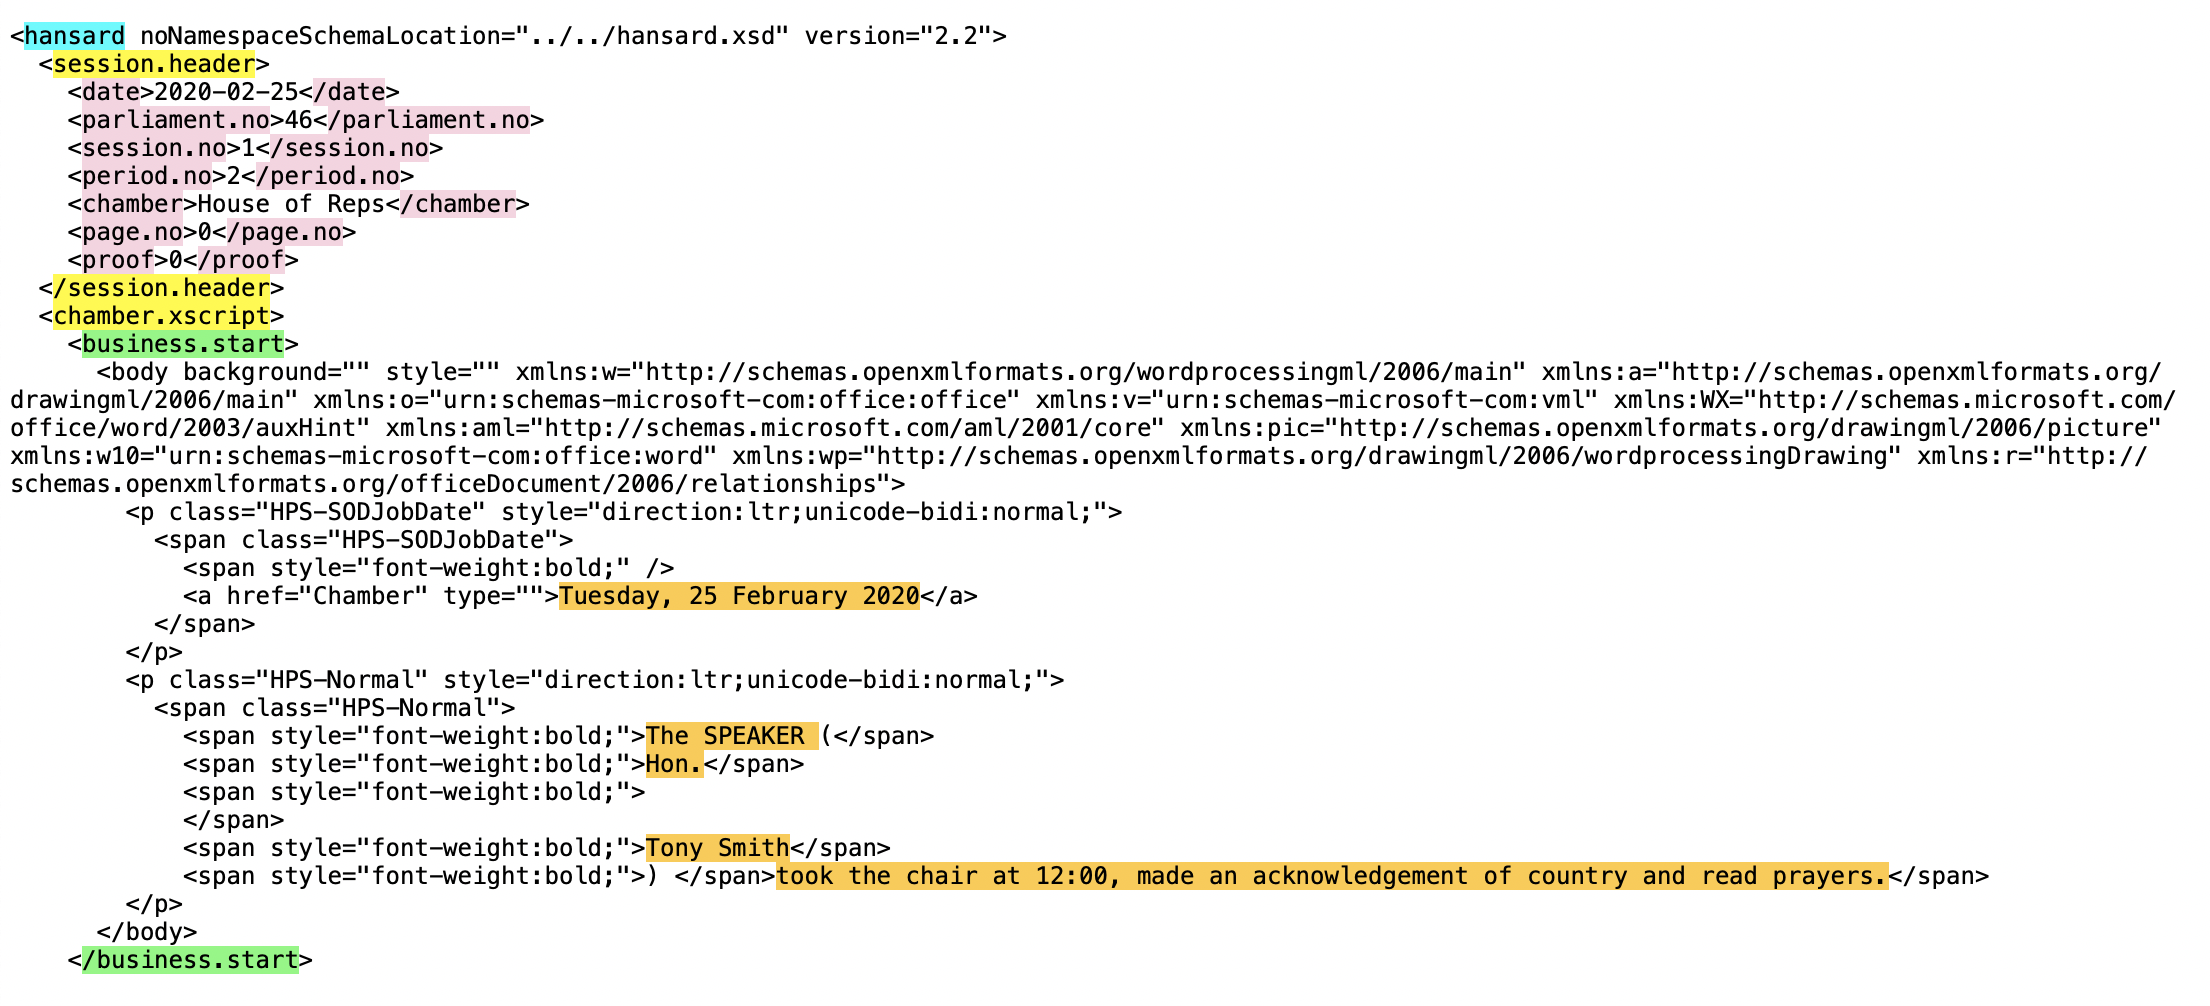 <hansard noNamespaceSchemaLocation="../../hansard.xsd" version="2.2">
  <session.header>
    <date>2020-02-25</date>
    <parliament.no>46</parliament.no>
    <session.no>1</session.no>
    <period.no>2</period.no>
    <chamber>House of Reps</chamber>
    <page.no>0</page.no>
    <proof>0</proof>
  </session.header>
  <chamber.xscript>
    <business.start>
      <body background="" style="" xmlns:w="http://schemas.openxmlformats.org/wordprocessingml/2006/main" xmlns:a="http://schemas.openxmlformats.org/
drawingml/2006/main" xmlns:o="urn:schemas-microsoft-com:office:office" xmlns:v="urn:schemas-microsoft-com:vml" xmlns:WX="http://schemas.microsoft.com/
office/word/2003/auxHint" xmlns:aml="http://schemas.microsoft.com/aml/2001/core" xmlns:pic="http://schemas.openxmlformats.org/drawingml/2006/picture"
xmlns:w10="urn:schemas-microsoft-com:office:word" xmlns:wp="http://schemas.openxmlformats.org/drawingml/2006/wordprocessingDrawing" xmlns:r="http://
schemas.openxmlformats.org/officeDocument/2006/relationships">
        <p class="HPS-SODJobDate" style="direction:ltr;unicode-bidi:normal;">
          <span class="HPS-SODJobDate">
            <span style="font-weight:bold;" />
            <a href="Chamber" type="">Tuesday, 25 February 2020</a>
          </span>
        </p>
        <p class="HPS-Normal" style="direction:ltr;unicode-bidi:normal;">
          <span class="HPS-Normal">
            <span style="font-weight:bold;">The SPEAKER (</span>
            <span style="font-weight:bold;">Hon.</span>
            <span style="font-weight:bold;">
            </span>
            <span style="font-weight:bold;">Tony Smith</span>
            <span style="font-weight:bold;">) </span>took the chair at 12:00, made an acknowledgement of country and read prayers.</span>
        </p>
      </body>
    </business.start>